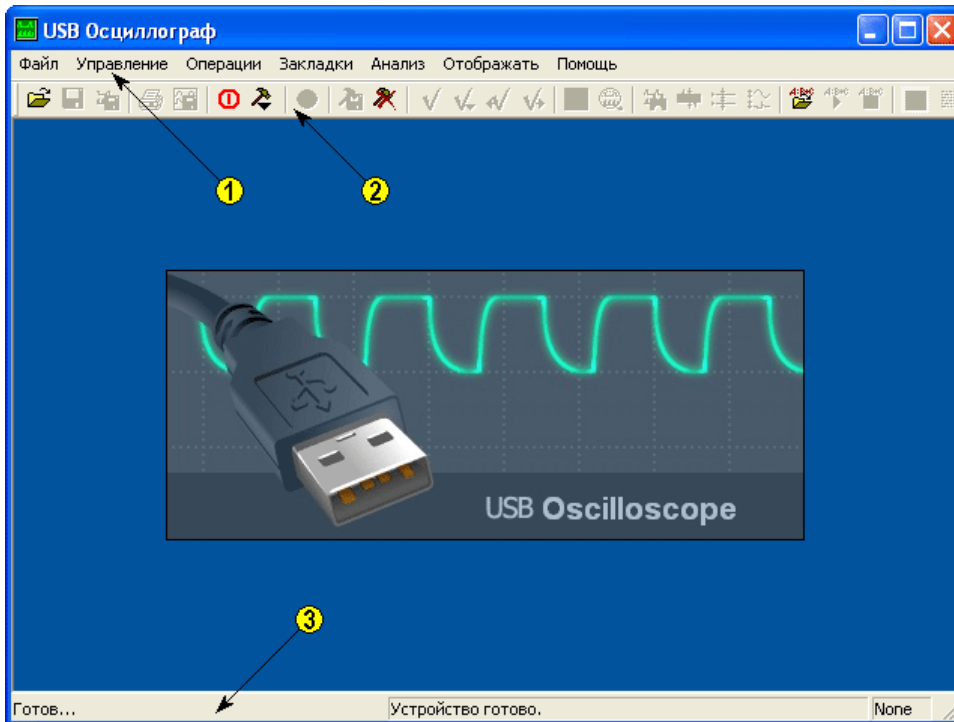 USB Осциллограф
Файл Управление Операции Закладки Анализ Отображать Помощь
1
2
USB Oscilloscope
3
Готов... Устройство готово. None